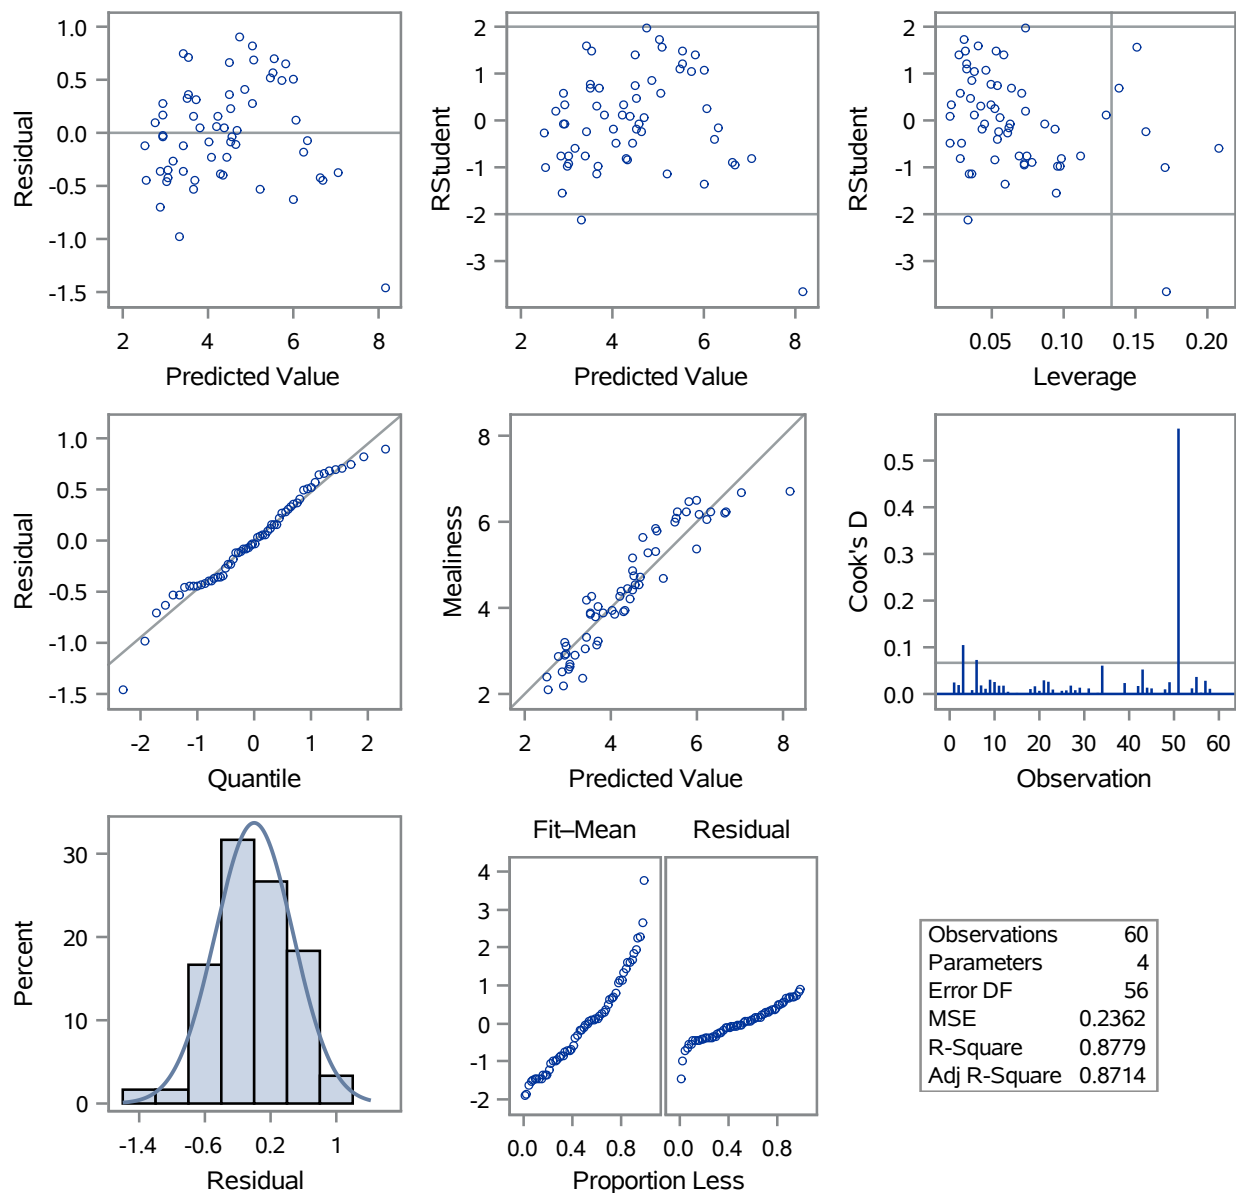 1.0
0.5
0.0
-0.5
-1.0
-1.5
Residual
2 4 6 8
Predicted Value
2
1
0
-1
-2
-3
RStudent
2 4 6 8
Predicted Value
2
1
0
-1
-2
-3
RStudent
0.05 0.10 0.15 0.20
Leverage
1.0
0.5
0.0
-0.5
-1.0
-1.5
Residual
-2 -1 0 1 2
Quantile
8
6
4
2
Mealiness
2 4 6 8
Predicted Value
0.5
0.4
0.3
0.2
0.1
0.0
Cook's D
0 10 20 30 40 50 60
Observation
30
20
10
0
Percent
-1.4 -0.6 0.2 1
Residual
Fit–Mean Residual
4
3
2
1
0
-1
-2
0.0 0.4 0.8 0.0 0.4 0.8
Proportion Less
Observations 60
Parameters 4
Error DF 56
MSE 0.2362
R-Square 0.8779
Adj R-Square 0.8714